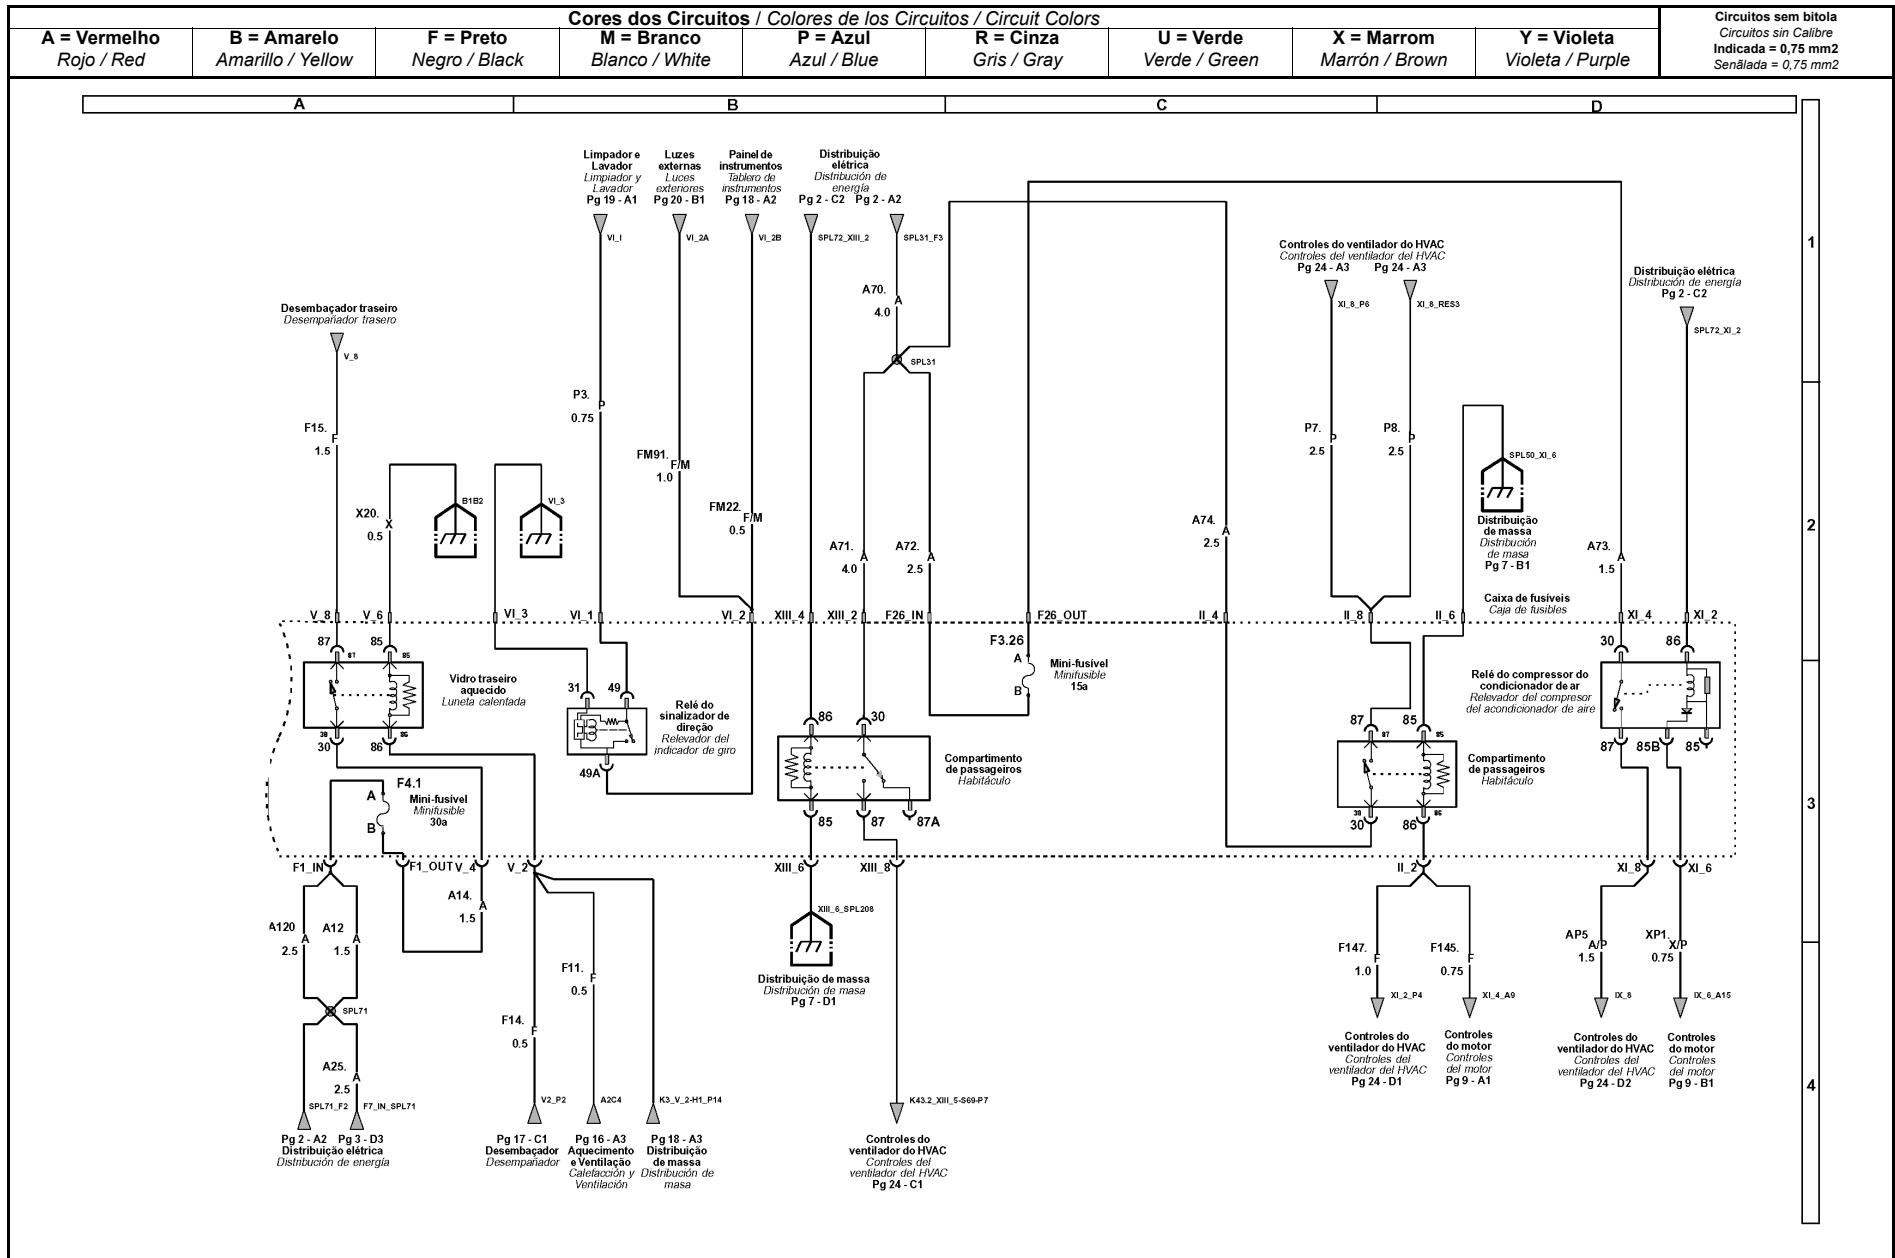 Cores dos Circuitos / Colores de los Circuitos / Circuit Colors
A = Vermelho
Rojo / Red
B = Amarelo
Amarillo / Yellow
F = Preto
Negro / Black
M = Branco
Blanco / White
P = Azul
Azul / Blue
R = Cinza
Gris / Gray
U = Verde
Verde / Green
X = Marrom
Marrón / Brown
Y = Violeta
Violeta / Purple
Circuitos sem bitola
Circuitos sin Calibre
Indicada = 0,75 mm2
Senãlada = 0,75 mm2
A
B
C
D
1
2
3
4
Limpador e
Lavador
Limpiador y
Lavador
Pg 19 - A1
VI_I
Luzes
externas
Luces
exteriores
Pg 20 - B1
VI_2A
Painel de
instrumentos
Tablero de
instrumentos
Pg 18 - A2
VI_2B
Distribuição
elétrica
Distribución de
energía
Pg 2 - C2 Pg 2 - A2
SPL72_XIII_2
SPL31_F3
Controles do ventilador do HVAC
Controles del ventilador del HVAC
Pg 24 - A3 Pg 24 - A3
XI_8_P6
XI_8_RES3
Distribuição elétrica
Distribución de energía
Pg 2 - C2
SPL72_XI_2
Desembaçador traseiro
Desempañador trasero
V_8
A70.
A
4.0
SPL31
P3.
P
0.75
F15.
F
1.5
FM91.
F/M
1.0
FM22.
F/M
0.5
P7.
P
2.5
P8.
P
2.5
SPL50_XI_6
Distribuição
de massa
Distribución
de masa
Pg 7 - B1
X20.
X
0.5
B1B2
VI_3
A71.
A
4.0
A72.
A
2.5
A74.
A
2.5
A73.
A
1.5
Caixa de fusíveis
Caja de fusibles
V_8
V_6
VI_3
VI_1
VI_2
XIII_4
XIII_2
F26_IN
F26_OUT
II_4
II_8
II_6
XI_4
XI_2
87
85
87
85
30
86
38
86
Vidro traseiro
aquecido
Luneta calentada
31
49
49A
Relé do
sinalizador de
direção
Relevador del
indicador de giro
F3.26
A
B
Mini-fusível
Minifusible
15a
86
30
85
87
87A
Compartimento
de passageiros
Habitáculo
87
85
87
85
30
86
38
86
Compartimento
de passageiros
Habitáculo
Relé do compressor do
condicionador de ar
Relevador del compresor
del acondicionador de aire
30
86
87
85B
85
F4.1
A
B
Mini-fusível
Minifusible
30a
F1_IN
F1_OUT
V_4
V_2
XIII_6
XIII_8
II_2
XI_8
XI_6
A14.
A
1.5
A120
A
2.5
A12
A
1.5
SPL71
A25.
A
2.5
SPL71_F2
F7_IN_SPL71
Pg 2 - A2 Pg 3 - D3
Distribuição elétrica
Distribución de energía
F14.
F
0.5
F11.
F
0.5
V2_P2
A2C4
K3_V_2-H1_P14
Pg 17 - C1
Desembaçador
Desempañador
Pg 16 - A3
Aquecimento
e Ventilação
Calefacción y
Ventilación
Pg 18 - A3
Distribuição
de massa
Distribución de
masa
XIII_6_SPL208
Distribuição de massa
Distribución de masa
Pg 7 - D1
K43.2_XIII_5-S69-P7
Controles do
ventilador do HVAC
Controles del
ventilador del HVAC
Pg 24 - C1
F147.
F
1.0
F145.
F
0.75
XI_2_P4
XI_4_A9
Controles do
ventilador do HVAC
Controles del
ventilador del HVAC
Pg 24 - D1
Controles
do motor
Controles
del motor
Pg 9 - A1
AP5
A/P
1.5
XP1.
X/P
0.75
IX_8
IX_6_A15
Controles do
ventilador do HVAC
Controles del
ventilador del HVAC
Pg 24 - D2
Controles
do motor
Controles
del motor
Pg 9 - B1